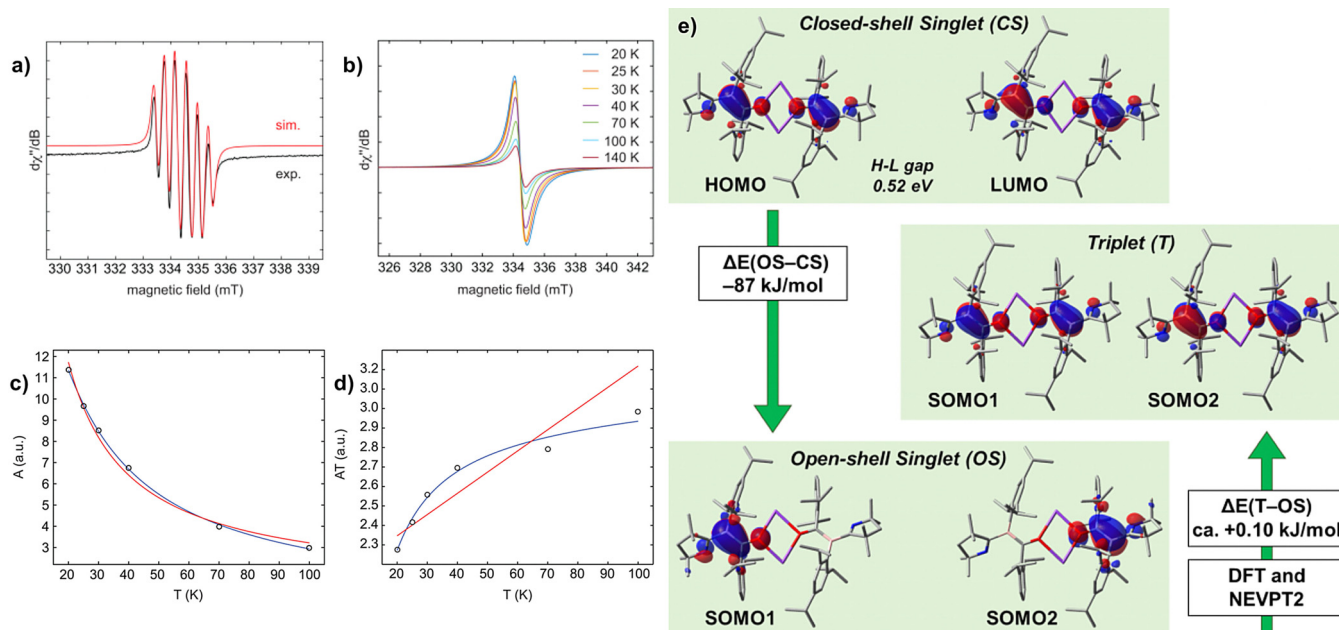 a)
dχ''/dB
sim.
exp.
330 331 332 333 334 335 336 337 338 339
magnetic field (mT)
b)
dχ''/dB
20 K
25 K
30 K
40 K
70 K
100 K
140 K
326 328 330 332 334 336 338 340 342
magnetic field (mT)
c)
A (a.u.)
12
11
10
9
8
7
6
5
4
3
20 30 40 50 60 70 80 90 100
T (K)
d)
AT (a.u.)
3.2
3.0
2.9
2.8
2.7
2.6
2.4
2.3
20 30 40 50 60 70 80 90 100
T (K)
e)
Closed-shell Singlet (CS)
HOMO
H-L gap
0.52 eV
LUMO
ΔE(OS–CS)
–87 kJ/mol
Triplet (T)
SOMO1
SOMO2
Open-shell Singlet (OS)
SOMO1
SOMO2
ΔE(T–OS)
ca. +0.10 kJ/mol
DFT and
NEVPT2